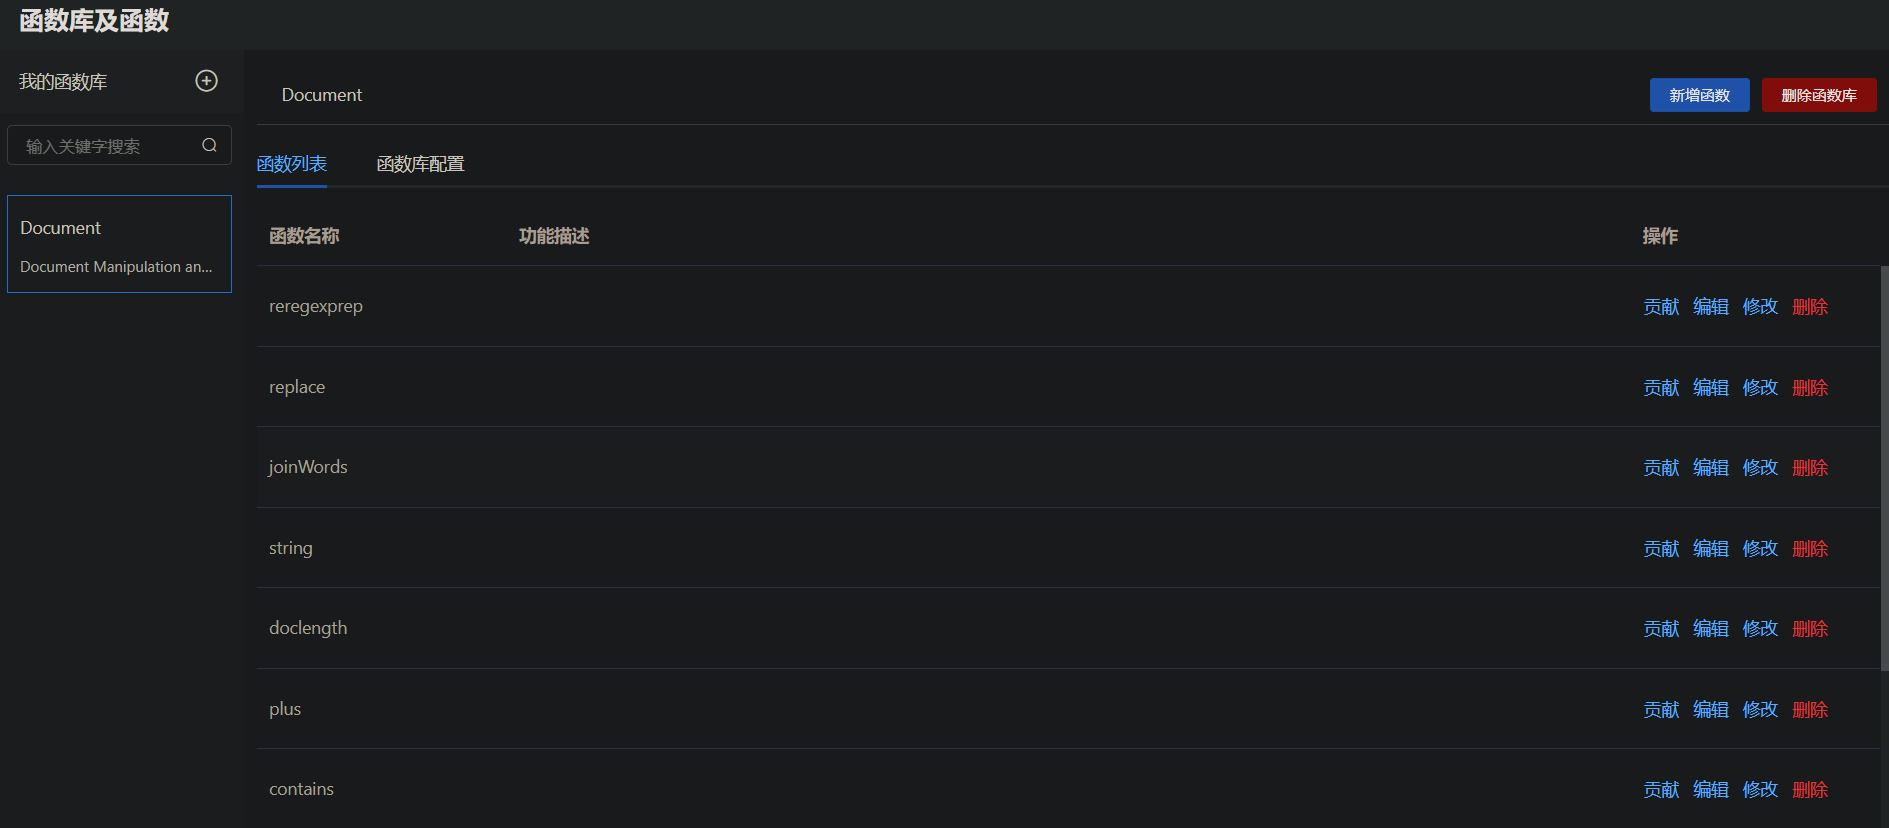 函数库及函数
我的函数库
输入关键字搜索
Document
Document Manipulation an...
Document
新增函数 删除函数库
函数列表 函数库配置
函数名称 功能描述 操作
reregexprep 贡献 编辑 修改 删除
replace 贡献 编辑 修改 删除
joinWords 贡献 编辑 修改 删除
string 贡献 编辑 修改 删除
doclength 贡献 编辑 修改 删除
plus 贡献 编辑 修改 删除
contains 贡献 编辑 修改 删除